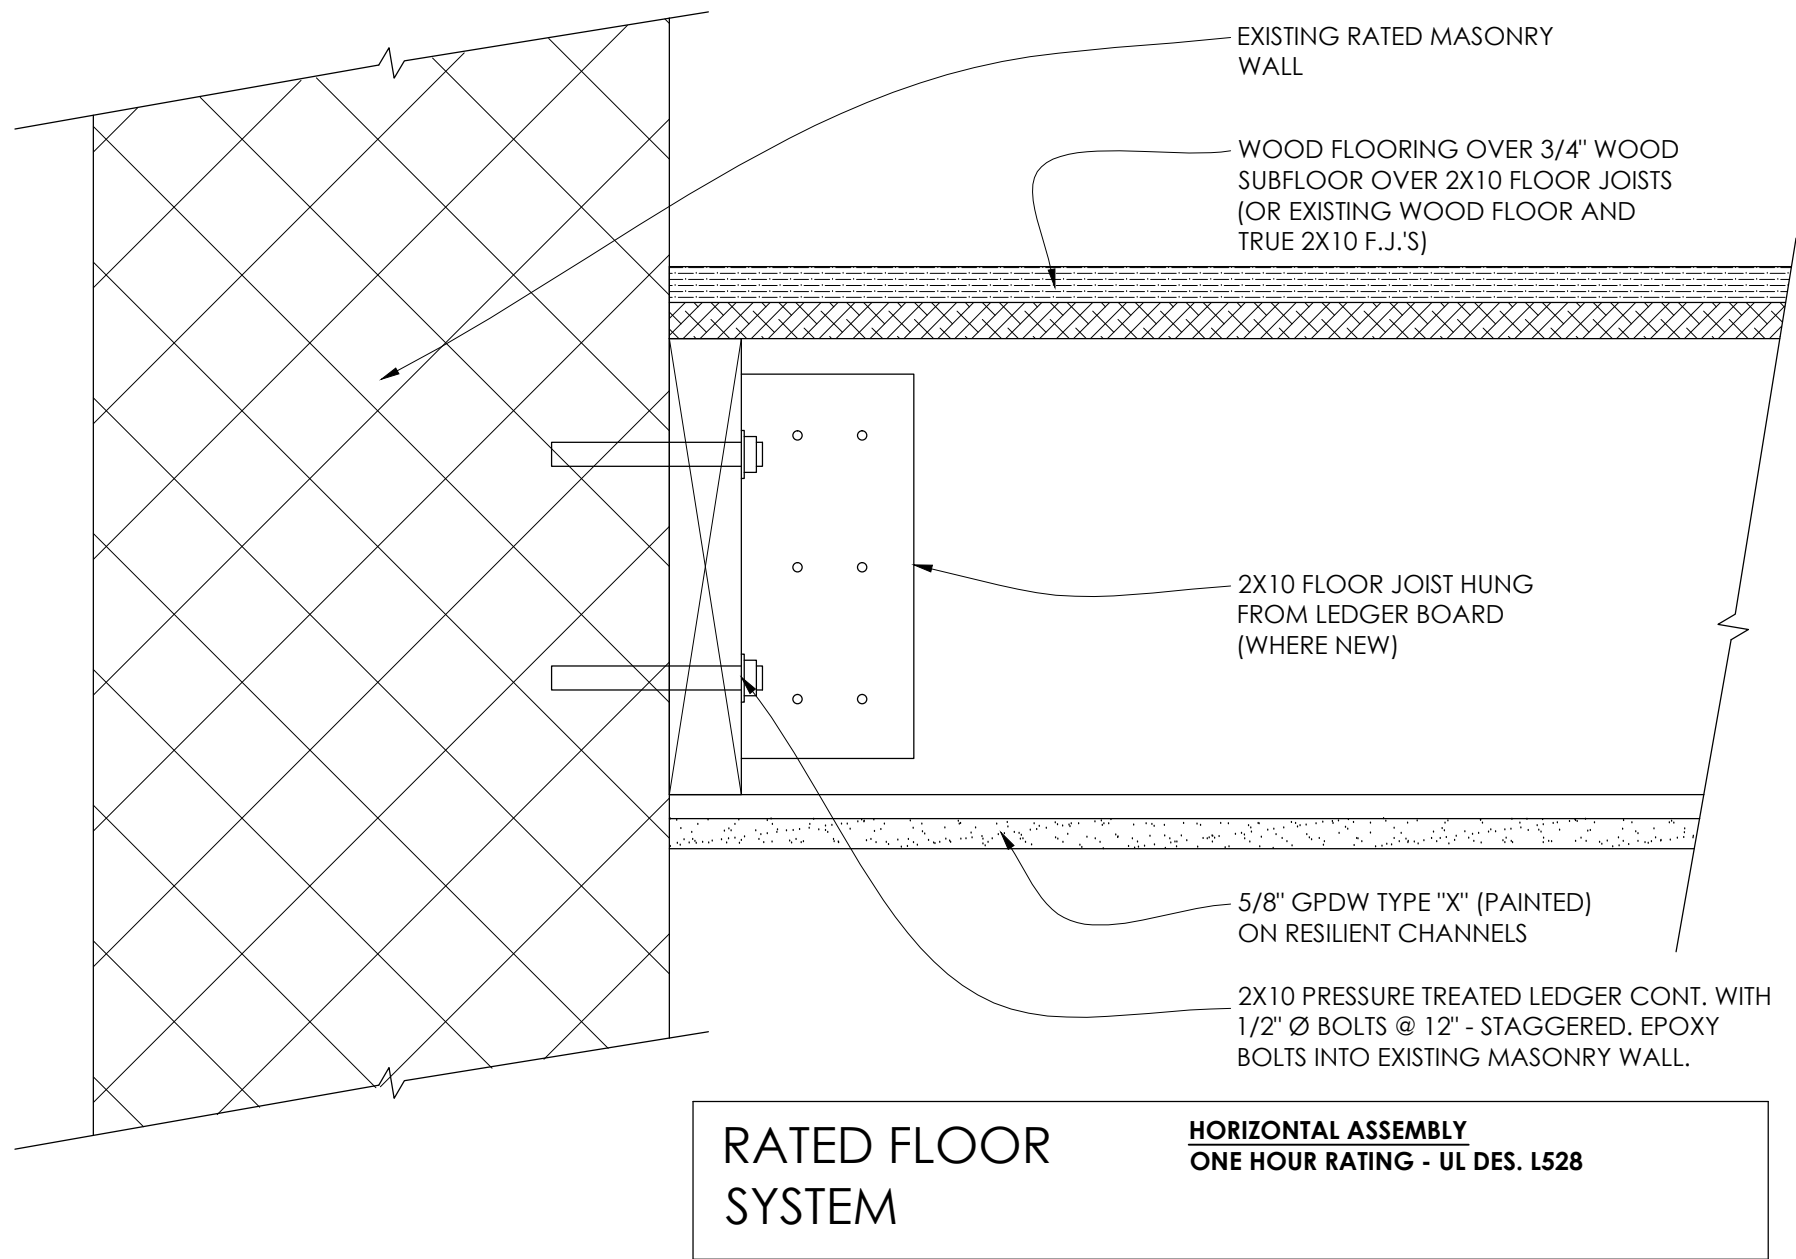 EXISTING RATED MASONRY
WALL
WOOD FLOORING OVER 3/4" WOOD
SUBFLOOR OVER 2X10 FLOOR JOISTS
(OR EXISTING WOOD FLOOR AND
TRUE 2X10 F.J.'S)
2X10 FLOOR JOIST HUNG
FROM LEDGER BOARD
(WHERE NEW)
5/8" GPDW TYPE "X" (PAINTED)
ON RESILIENT CHANNELS
2X10 PRESSURE TREATED LEDGER CONT. WITH
1/2" Ø BOLTS @ 12" - STAGGERED. EPOXY
BOLTS INTO EXISTING MASONRY WALL.
RATED FLOOR
SYSTEM
HORIZONTAL ASSEMBLY
ONE HOUR RATING - UL DES. L528